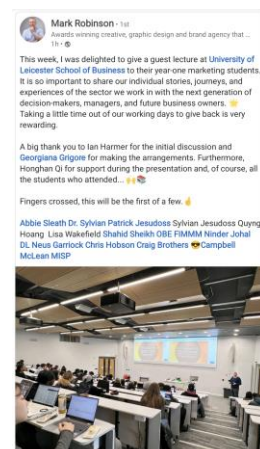 Mark Robinson · 1st
Awards winning creative, graphic design and brand agency that ...
1h ·
This week, I was delighted to give a guest lecture at University of
Leicester School of Business to their year-one marketing students.
It is so important to share our individual stories, journeys, and
experiences of the sector we work in with the next generation of
decision-makers, managers, and future business owners. 🌟
Taking a little time out of our working days to give back is very
rewarding.
A big thank you to Ian Harmer for the initial discussion and
Georgiana Grigore for making the arrangements. Furthermore,
Honghan Qi for support during the presentation and, of course, all
the students who attended... 🙌📚
Fingers crossed, this will be the first of a few. 🤞
Abbie Sleath Dr. Sylvian Patrick Jesudoss Sylvian Jesudoss Quyng
Hoang Lisa Wakefield Shahid Sheikh OBE FIMMM Ninder Johal
DL Neus Garriock Chris Hobson Craig Brothers 😎Campbell
McLean MISP